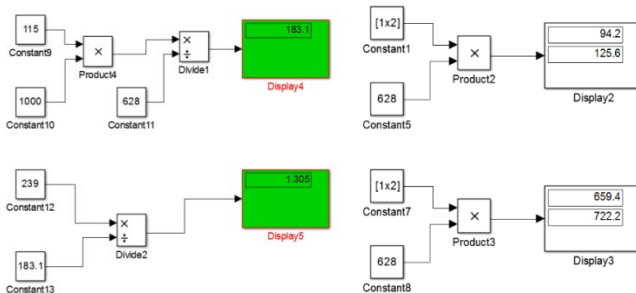 115
Constant9
×
Product4
1000
Constant10
×
÷
Divide1
628
Constant11
183.1
Display4
[1x2]
Constant1
×
Product2
628
Constant5
94.2
125.6
Display2
239
Constant12
×
÷
Divide2
183.1
Constant13
1.305
Display5
[1x2]
Constant7
×
Product3
628
Constant8
659.4
722.2
Display3